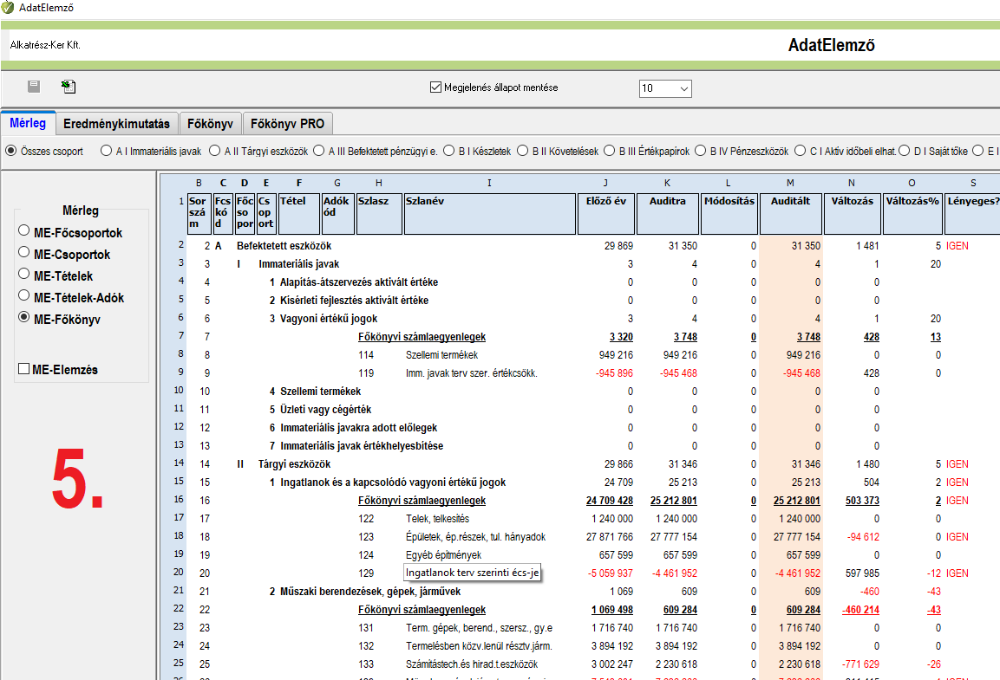 AdatElemző
Alkatrész-Ker Kft.
AdatElemző
Megjelenés állapot mentése
10
Mérleg Eredménykimutatás Főkönyv Főkönyv PRO
Összes csoport A I Immateriális javak A II Tárgyi eszközök A III Befektetett pénzügyi e. B I Készletek B II Követelések B III Értékpapírok B IV Pénzeszközök C I Aktív időbeli elhat. D I Saját tőke E I
Mérleg
ME-Főcsoportok
ME-Csoportok
ME-Tételek
ME-Tételek-Adók
ME-Főkönyv
ME-Elemzés
5.
B C D E F G H I J K L M N O S
1 Sorszám Fcskód Főcsopor Csoport Tétel Adókód Szlasz Szlanév Előző év Auditra Módosítás Auditált Változás Változás% Lényeges?
2 2 A Befektetett eszközök 29 869 31 350 0 31 350 1 481 5 IGEN
3 3 I Immateriális javak 3 4 0 4 1 20
4 4 1 Alapítás-átszervezés aktivált értéke 0 0 0 0 0
5 5 2 Kísérleti fejlesztés aktivált értéke 0 0 0 0 0
6 6 3 Vagyoni értékű jogok 3 4 0 4 1 20
7 7 Főkönyvi számlaegyenlegek 3 320 3 748 0 3 748 428 13
8 8 114 Szellemi termékek 949 216 949 216 0 949 216 0 0
9 9 119 Imm. javak terv szer. értékcsökk. -945 896 -945 468 0 -945 468 428 0
10 10 4 Szellemi termékek 0 0 0 0 0
11 11 5 Üzleti vagy cégérték 0 0 0 0 0
12 12 6 Immateriális javakra adott előlegek 0 0 0 0 0
13 13 7 Immateriális javak értékhelyesbítése 0 0 0 0 0
14 14 II Tárgyi eszközök 29 866 31 346 0 31 346 1 480 5 IGEN
15 15 1 Ingatlanok és a kapcsolódó vagyoni értékű jogok 24 709 25 213 0 25 213 504 2 IGEN
16 16 Főkönyvi számlaegyenlegek 24 709 428 25 212 801 0 25 212 801 503 373 2 IGEN
17 17 122 Telek, telkesítés 1 240 000 1 240 000 0 1 240 000 0 0
18 18 123 Épületek, ép.részek, tul. hányadok 27 871 766 27 777 154 0 27 777 154 -94 612 0 IGEN
19 19 124 Egyéb építmények 657 599 657 599 0 657 599 0 0
20 20 129 Ingatlanok terv szerinti écs-je -5 059 937 -4 461 952 0 -4 461 952 597 985 -12 IGEN
21 21 2 Műszaki berendezések, gépek, járművek 1 069 609 0 609 -460 -43
22 22 Főkönyvi számlaegyenlegek 1 069 498 609 284 0 609 284 -460 214 -43
23 23 131 Term. gépek, berend., szersz., gy.e 1 716 740 1 716 740 0 1 716 740 0 0
24 24 132 Termelésben közv.lenül résztv.járm. 3 894 192 3 894 192 0 3 894 192 0 0
25 25 133 Számítástech.és hírad.t.eszközök 3 002 247 2 230 618 0 2 230 618 -771 629 -26